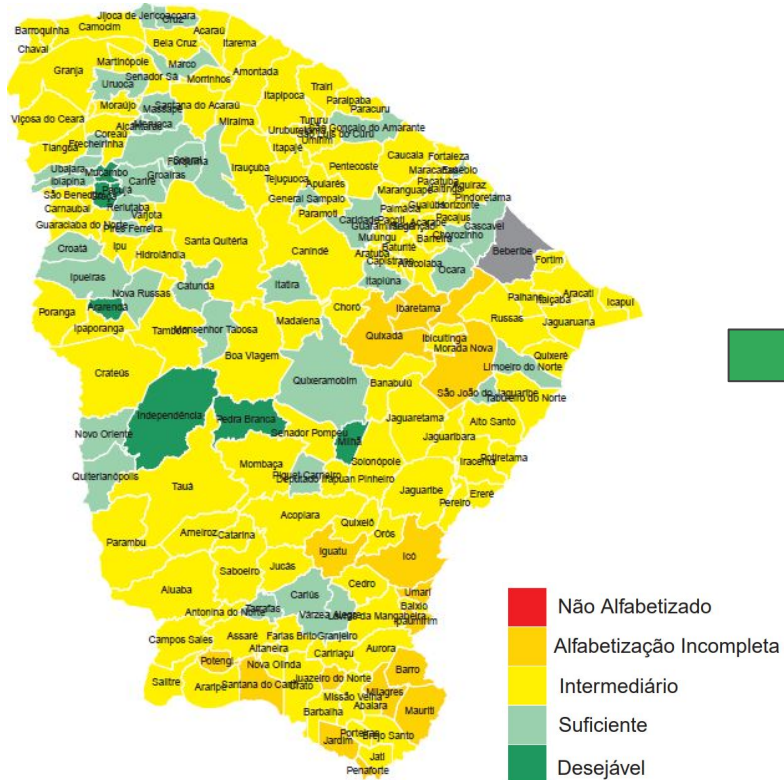 Jijoca de Jericoacoara
Cruz
Barroquinha
Camocim
Acaraú
Chaval
Bela Cruz
Itarema
Granja
Martinópole
Marco
Senador Sá
Morrinhos
Amontada
Uruoca
Trairi
Viçosa do Ceará
Moraújo
Massapê
Santana do Acaraú
Itapipoca
Paraipaba
Paracuru
Alcântaras
Meruoca
Miraíma
Tururu
Uruburetama
São Gonçalo do Amarante
São Luis do Curu
Umirim
Tianguá
Coreaú
Frecheirinha
Sobral
Forquilha
Irauçuba
Itapajé
Pentecoste
Caucaia
Fortaleza
Ubajara
Mucambo
Groaíras
Tejuçuoca
Apuiarés
Maracanaú
Eusébio
Ibiapina
Pacujá
Cariré
General Sampaio
Maranguape
Pacatuba
Itaitinga
Aquiraz
São Benedito
Graça
Reriutaba
Paramoti
Palmácia
Guaiúba
Horizonte
Pindoretama
Carnaubal
Varjota
Caridade
Pacoti
Acarape
Pacajus
Cascavel
Guaraciaba do Norte
Pires Ferreira
Guaramiranga
Redenção
Chorozinho
Croatá
Ipu
Santa Quitéria
Canindé
Mulungu
Baturité
Barreira
Beberibe
Hidrolândia
Aratuba
Capistrano
Aracoiaba
Ocara
Fortim
Ipueiras
Nova Russas
Catunda
Itatira
Itapiúna
Aracati
Poranga
Ararendá
Choró
Ibaretama
Palhano
Itaiçaba
Icapuí
Ipaporanga
Tamboril
Monsenhor Tabosa
Madalena
Quixadá
Ibicuitinga
Russas
Jaguaruana
Boa Viagem
Morada Nova
Quixeré
Crateús
Quixeramobim
Banabuiú
Limoeiro do Norte
São João do Jaguaribe
Tabuleiro do Norte
Independência
Pedra Branca
Jaguaretama
Alto Santo
Novo Oriente
Senador Pompeu
Milhã
Jaguaribara
Quiterianópolis
Mombaça
Solonópole
Iracema
Potiretama
Piquet Carneiro
Deputado Irapuan Pinheiro
Tauá
Jaguaribe
Ererê
Pereiro
Acopiara
Quixelô
Parambu
Arneiroz
Catarina
Orós
Iguatu
Icó
Saboeiro
Jucás
Aiuaba
Cedro
Umari
Cariús
Baixio
Antonina do Norte
Tarrafas
Várzea Alegre
Lavras da Mangabeira
Ipaumirim
Campos Sales
Assaré
Farias Brito
Granjeiro
Altaneira
Caririaçu
Aurora
Potengi
Nova Olinda
Barro
Salitre
Araripe
Santana do Cariri
Crato
Juazeiro do Norte
Missão Velha
Milagres
Barbalha
Abaiara
Mauriti
Porteiras
Brejo Santo
Jardim
Jati
Penaforte
Não Alfabetizado
Alfabetização Incompleta
Intermediário
Suficiente
Desejável